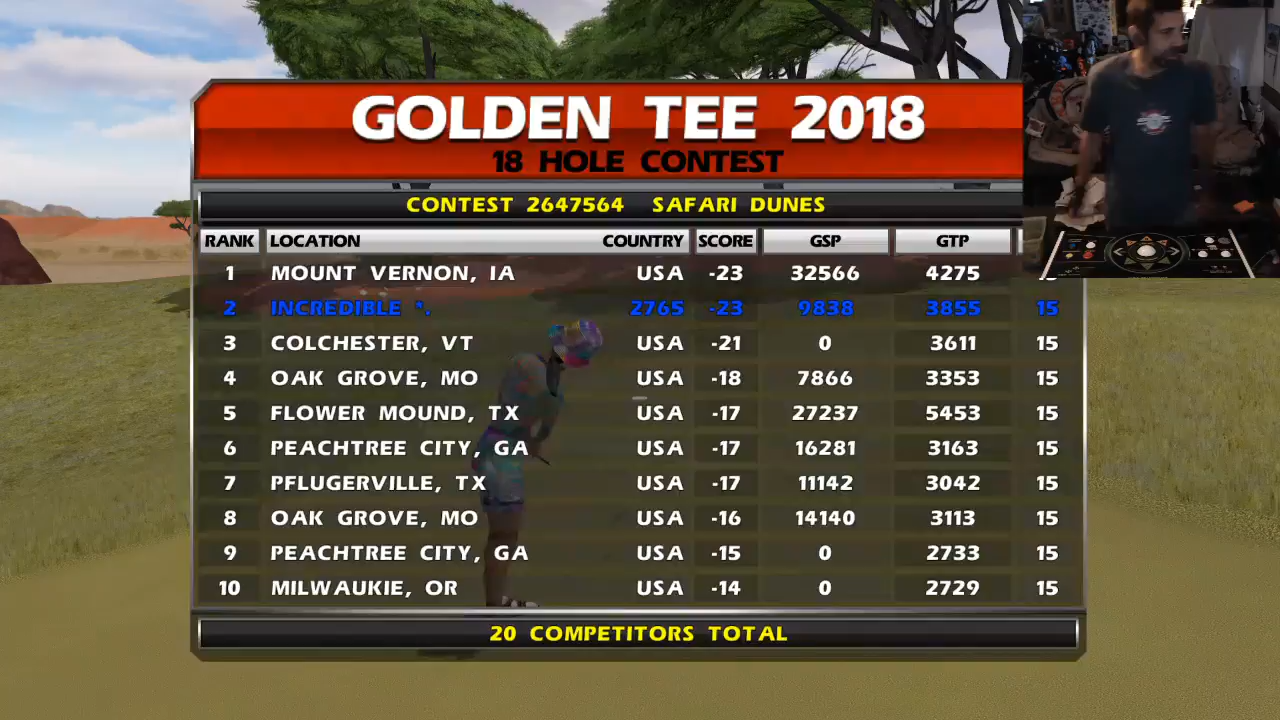 GOLDEN TEE 2018
18 HOLE CONTEST
CONTEST 2647564 SAFARI DUNES
RANK LOCATION COUNTRY SCORE GSP GTP
1 MOUNT VERNON, IA USA -23 32566 4275
2 INCREDIBLE *. 2765 -23 9838 3855 15
3 COLCHESTER, VT USA -21 0 3611 15
4 OAK GROVE, MO USA -18 7866 3353 15
5 FLOWER MOUND, TX USA -17 27237 5453 15
6 PEACHTREE CITY, GA USA -17 16281 3163 15
7 PFLUGERVILLE, TX USA -17 11142 3042 15
8 OAK GROVE, MO USA -16 14140 3113 15
9 PEACHTREE CITY, GA USA -15 0 2733 15
10 MILWAUKIE, OR USA -14 0 2729 15
20 COMPETITORS TOTAL